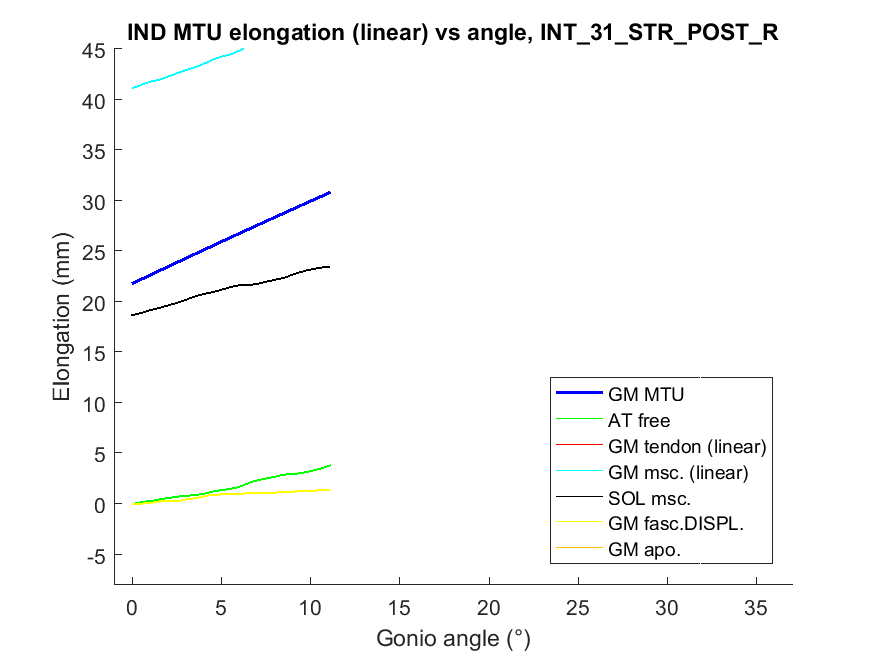 IND MTU elongation (linear) vs angle, INT_31_STR_POST_R
45
40
35
30
25
20
15
10
5
0
-5
Elongation (mm)
GM MTU
AT free
GM tendon (linear)
GM msc. (linear)
SOL msc.
GM fasc.DISPL.
GM apo.
0 5 10 15 20 25 30 35
Gonio angle (°)